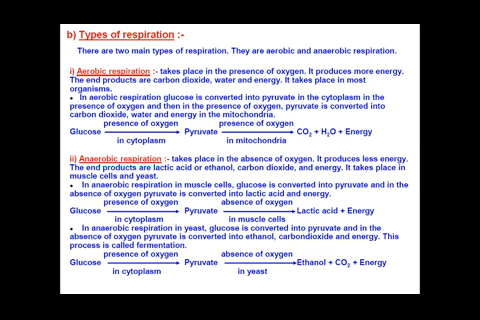 b) Types of respiration :-
There are two main types of respiration. They are aerobic and anaerobic respiration.
i) Aerobic respiration :- takes place in the presence of oxygen. It produces more energy.
The end products are carbon dioxide, water and energy. It takes place in most
organisms.
• In aerobic respiration glucose is converted into pyruvate in the cytoplasm in the
presence of oxygen and then in the presence of oxygen, pyruvate is converted into
carbon dioxide, water and energy in the mitochondria.
presence of oxygen presence of oxygen
Glucose Pyruvate CO₂ + H₂O + Energy
in cytoplasm in mitochondria
ii) Anaerobic respiration :- takes place in the absence of oxygen. It produces less energy.
The end products are lactic acid or ethanol, carbon dioxide, and energy. It takes place in
muscle cells and yeast.
• In anaerobic respiration in muscle cells, glucose is converted into pyruvate and in the
absence of oxygen pyruvate is converted into lactic acid and energy.
presence of oxygen absence of oxygen
Glucose Pyruvate Lactic acid + Energy
in cytoplasm in muscle cells
• In anaerobic respiration in yeast, glucose is converted into pyruvate and in the
absence of oxygen pyruvate is converted into ethanol, carbondioxide and energy. This
process is called fermentation.
presence of oxygen absence of oxygen
Glucose Pyruvate Ethanol + CO₂ + Energy
in cytoplasm in yeast